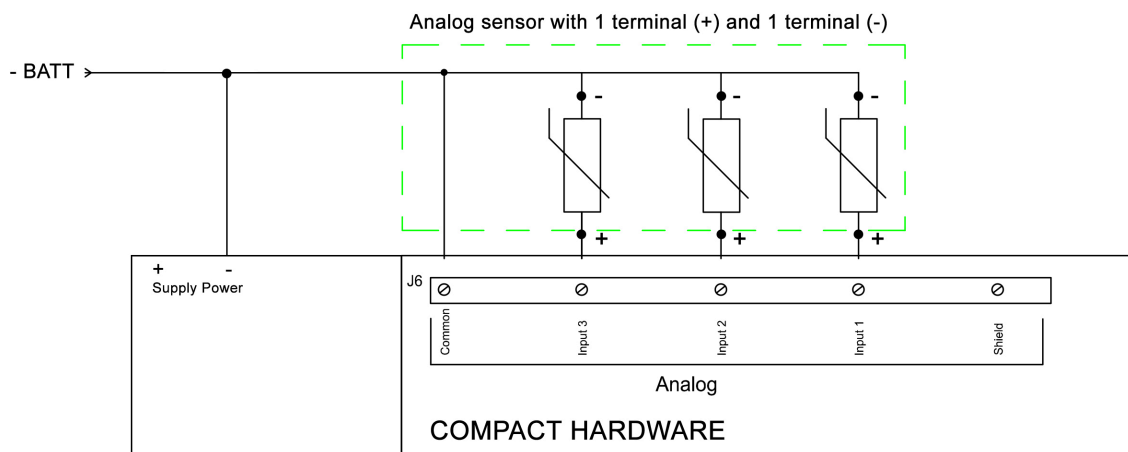 Analog sensor with 1 terminal (+) and 1 terminal (-)
- BATT
- - -
+ + +
+ -
Supply Power
J6
Common
Input 3
Input 2
Input 1
Shield
Analog
COMPACT HARDWARE